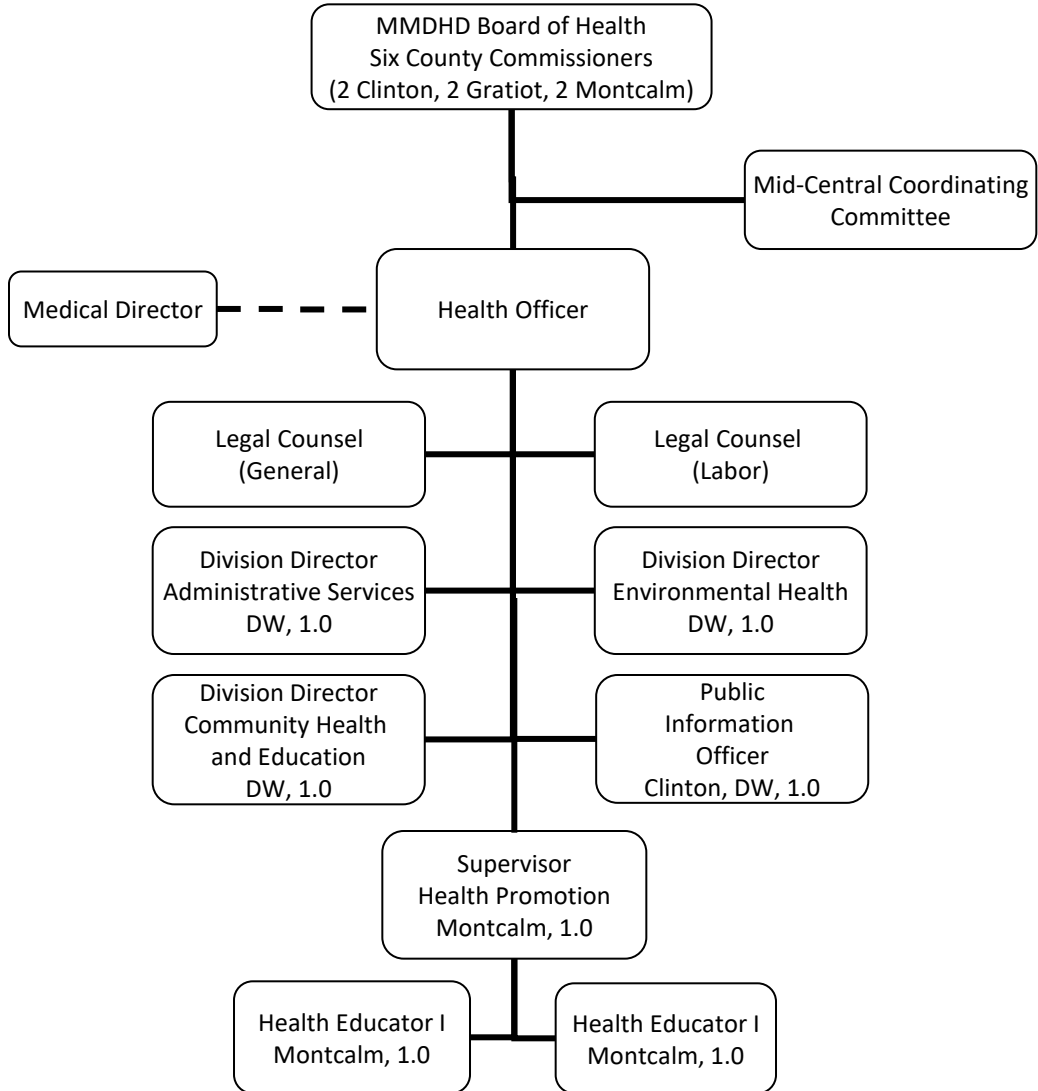 MMDHD Board of Health
Six County Commissioners
(2 Clinton, 2 Gratiot, 2 Montcalm)
Mid-Central Coordinating
Committee
Medical Director
Health Officer
Legal Counsel
(General)
Legal Counsel
(Labor)
Division Director
Administrative Services
DW, 1.0
Division Director
Environmental Health
DW, 1.0
Division Director
Community Health
and Education
DW, 1.0
Public
Information
Officer
Clinton, DW, 1.0
Supervisor
Health Promotion
Montcalm, 1.0
Health Educator I
Montcalm, 1.0
Health Educator I
Montcalm, 1.0